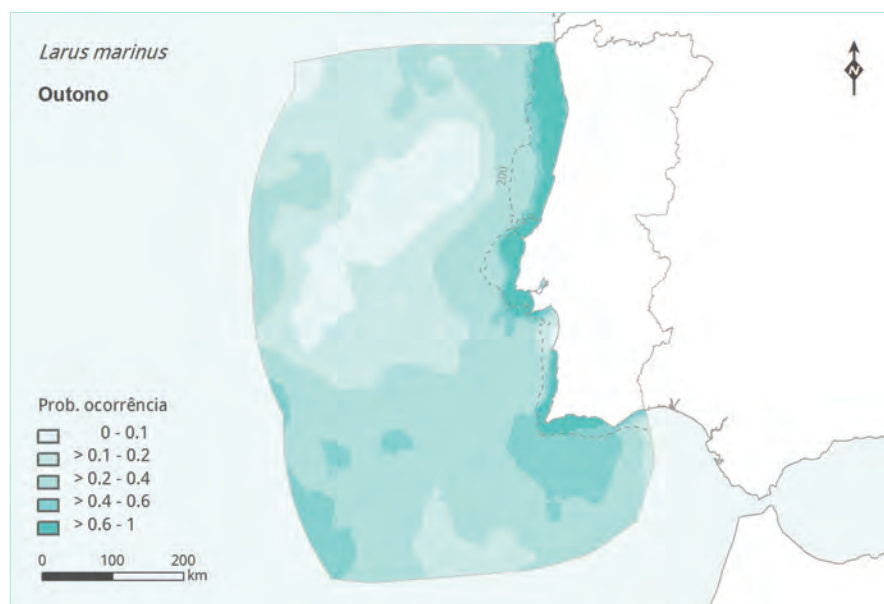 Larus marinus
Outono
N
200
Prob. ocorrência
0 - 0.1
> 0.1 - 0.2
> 0.2 - 0.4
> 0.4 - 0.6
> 0.6 - 1
0 100 200
km